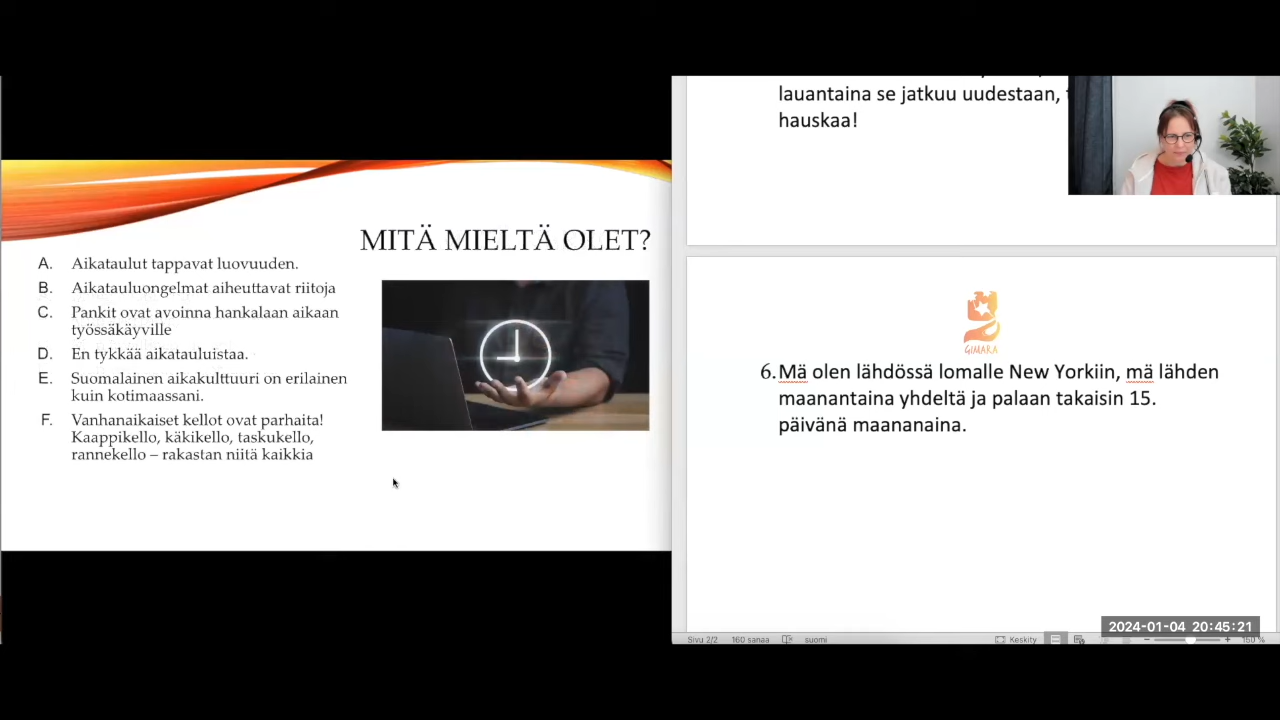 MITÄ MIELTÄ OLET?
A. Aikataulut tappavat luovuuden.
B. Aikatauluongelmat aiheuttavat riitoja
C. Pankit ovat avoinna hankalaan aikaan
työssäkäyville
D. En tykkää aikatauluistaa.
E. Suomalainen aikakulttuuri on erilainen
kuin kotimaassani.
F. Vanhanaikaiset kellot ovat parhaita!
Kaappikello, käkikello, taskukello,
rannekello – rakastan niitä kaikkia
lauantaina se jatkuu uudestaan,
hauskaa!
GIMARA
6. Mä olen lähdössä lomalle New Yorkiin, mä lähden
maanantaina yhdeltä ja palaan takaisin 15.
päivänä maananaina.
2024-01-04 20:45:21
Sivu 2/2 160 sanaa suomi Keskity 150 %